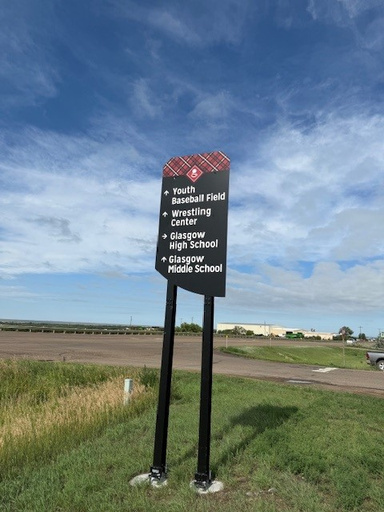 ↑ Youth
Baseball Field
↑ Wrestling
Center
→ Glasgow
High School
↑ Glasgow
Middle School